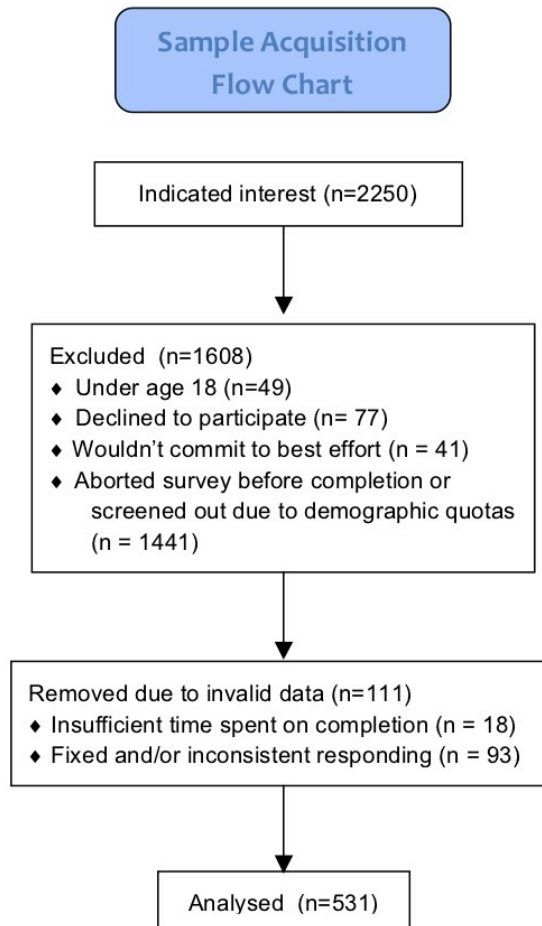 Sample Acquisition
Flow Chart
Indicated interest (n=2250)
Excluded (n=1608)
♦ Under age 18 (n=49)
♦ Declined to participate (n= 77)
♦ Wouldn’t commit to best effort (n = 41)
♦ Aborted survey before completion or
screened out due to demographic quotas
(n = 1441)
Removed due to invalid data (n=111)
♦ Insufficient time spent on completion (n = 18)
♦ Fixed and/or inconsistent responding (n = 93)
Analysed (n=531)